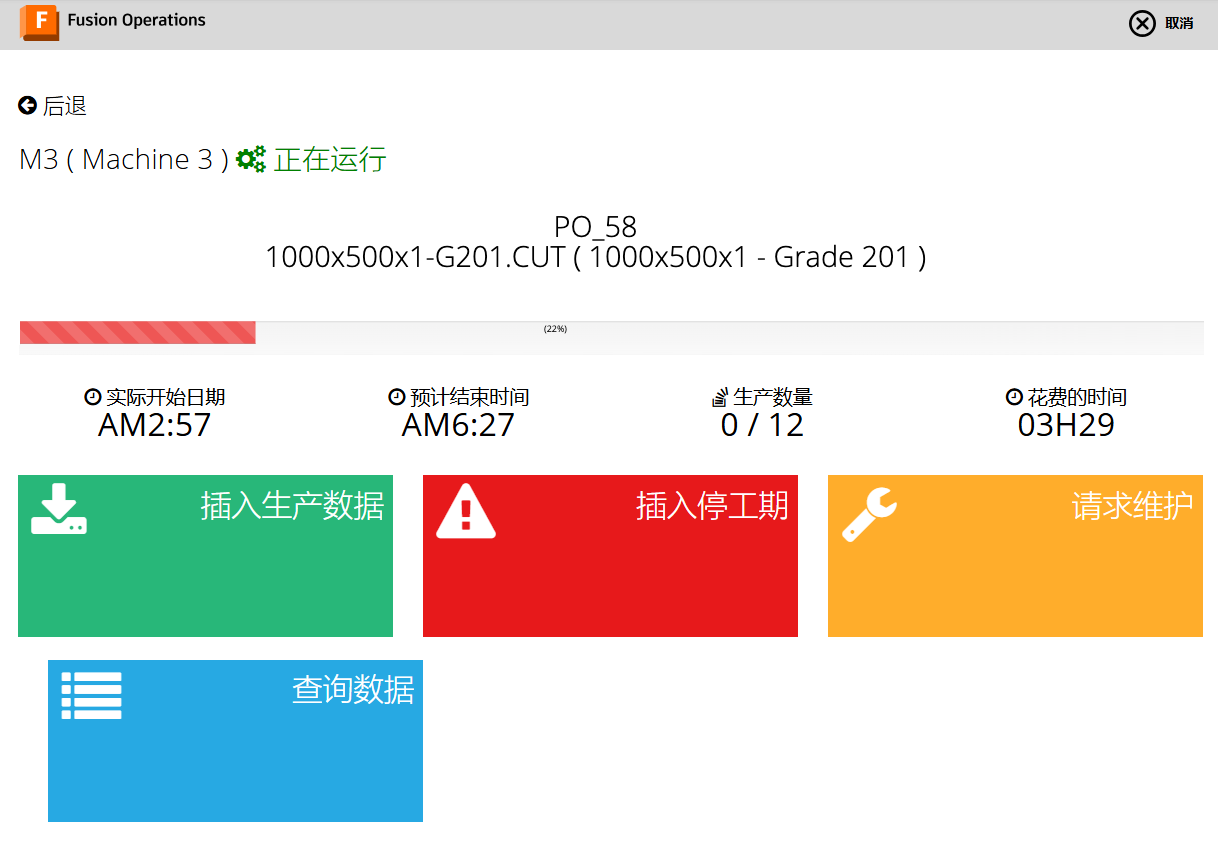 F Fusion Operations
取消
后退
M3 ( Machine 3 ) 正在运行
PO_58
1000x500x1-G201.CUT ( 1000x500x1 - Grade 201 )
(22%)
实际开始日期
AM2:57
预计结束时间
AM6:27
生产数量
0 / 12
花费的时间
03H29
插入生产数据
插入停工期
请求维护
查询数据